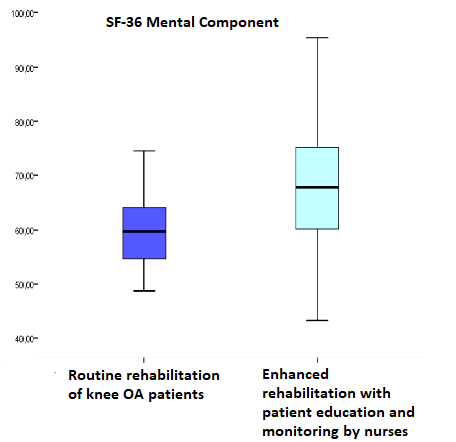 SF-36 Mental Component
100,00
90,00
80,00
70,00
60,00
50,00
40,00
Routine rehabilitation
of knee OA patients
Enhanced
rehabilitation with
patient education and
monitoring by nurses